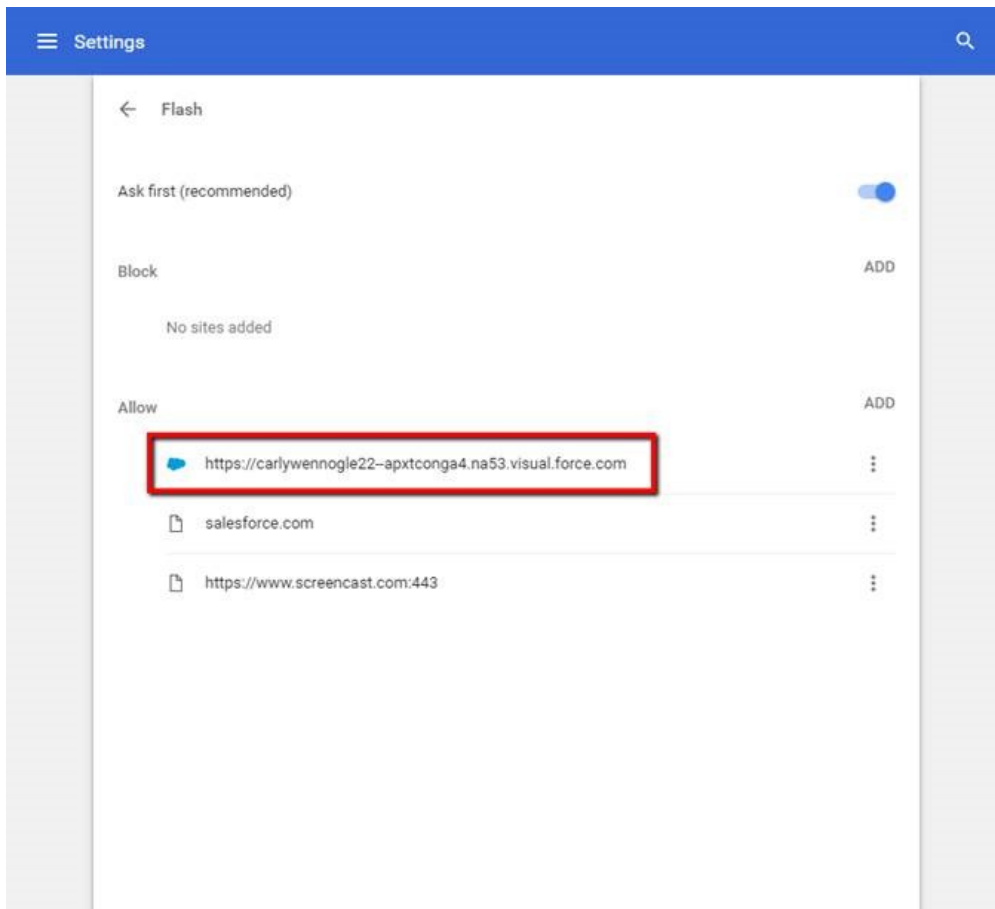 Settings
Flash
Ask first (recommended)
Block
ADD
No sites added
Allow
ADD
https://carlywennogle22--apxtconga4.na53.visual.force.com
salesforce.com
https://www.screencast.com:443